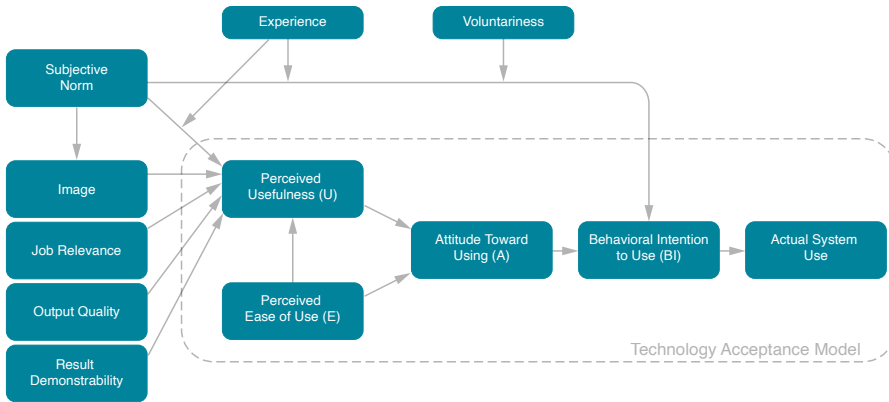 Experience
Voluntariness
Subjective
Norm
Image
Perceived
Usefulness (U)
Job Relevance
Attitude Toward
Using (A)
Behavioral Intention
to Use (BI)
Actual System
Use
Output Quality
Perceived
Ease of Use (E)
Result
Demonstrability
Technology Acceptance Model